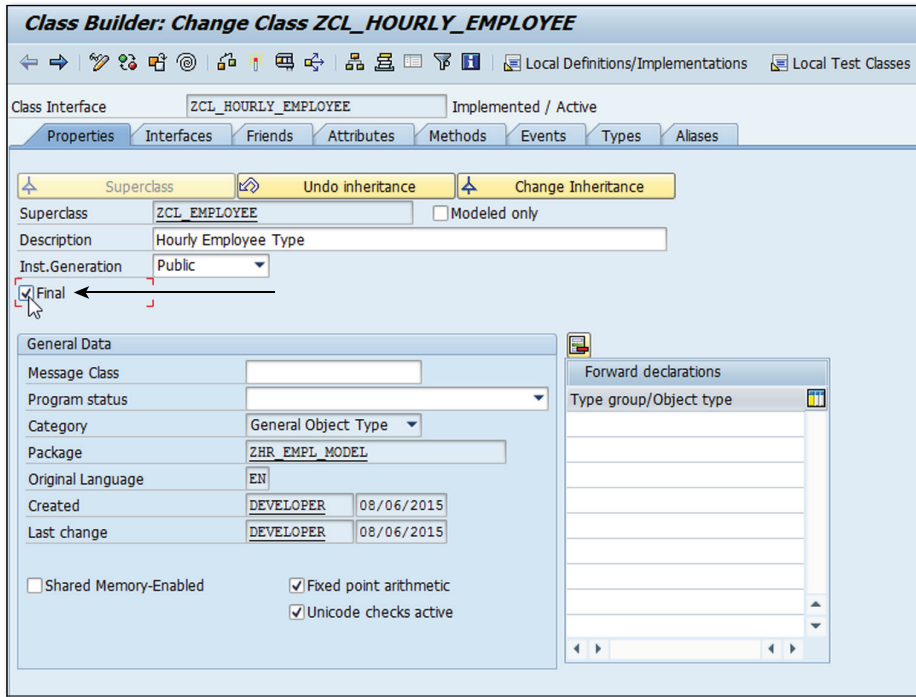 Class Builder: Change Class ZCL_HOURLY_EMPLOYEE
Local Definitions/Implementations Local Test Classes
Class Interface ZCL_HOURLY_EMPLOYEE Implemented / Active
Properties Interfaces Friends Attributes Methods Events Types Aliases
Superclass Undo inheritance Change Inheritance
Superclass ZCL_EMPLOYEE Modeled only
Description Hourly Employee Type
Inst.Generation Public
Final
General Data
Message Class
Program status
Category General Object Type
Package ZHR_EMPL_MODEL
Original Language EN
Created DEVELOPER 08/06/2015
Last change DEVELOPER 08/06/2015
Shared Memory-Enabled Fixed point arithmetic
Unicode checks active
Forward declarations
Type group/Object type